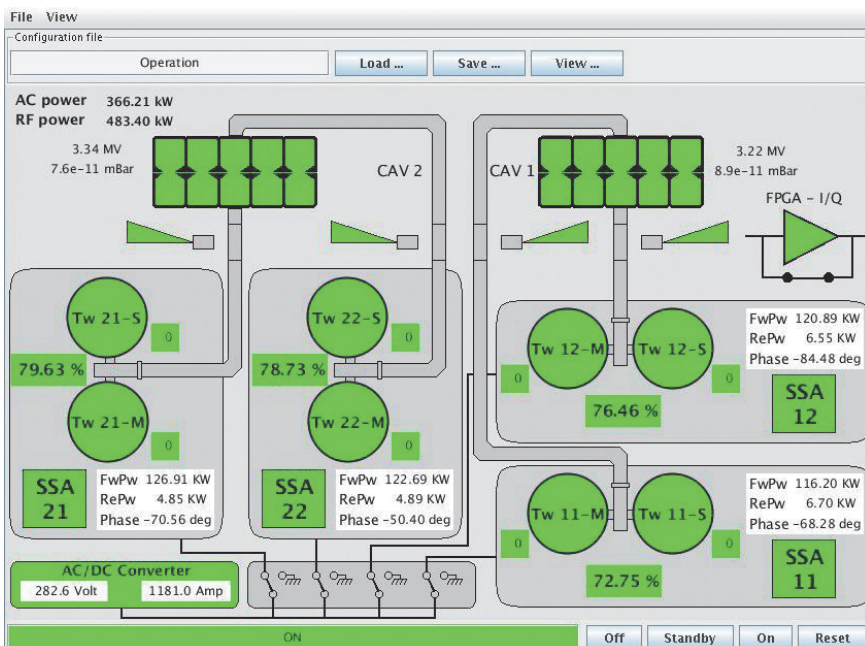 File View
Configuration file
Operation
Load ...
Save ...
View ...
AC power 366.21 kW
RF power 483.40 kW
3.34 MV
7.6e-11 mBar
CAV 2
CAV 1
3.22 MV
8.9e-11 mBar
FPGA - I/Q
Tw 21-S
0
79.63 %
Tw 21-M
0
SSA
21
FwPw 126.91 KW
RePw 4.85 KW
Phase -70.56 deg
Tw 22-S
0
78.73 %
Tw 22-M
0
SSA
22
FwPw 122.69 KW
RePw 4.89 KW
Phase -50.40 deg
Tw 12-M
Tw 12-S
0
0
76.46 %
FwPw 120.89 KW
RePw 6.55 KW
Phase -84.48 deg
SSA
12
Tw 11-M
Tw 11-S
0
0
72.75 %
FwPw 116.20 KW
RePw 6.70 KW
Phase -68.28 deg
SSA
11
AC/DC Converter
282.6 Volt
1181.0 Amp
ON
Off
Standby
On
Reset